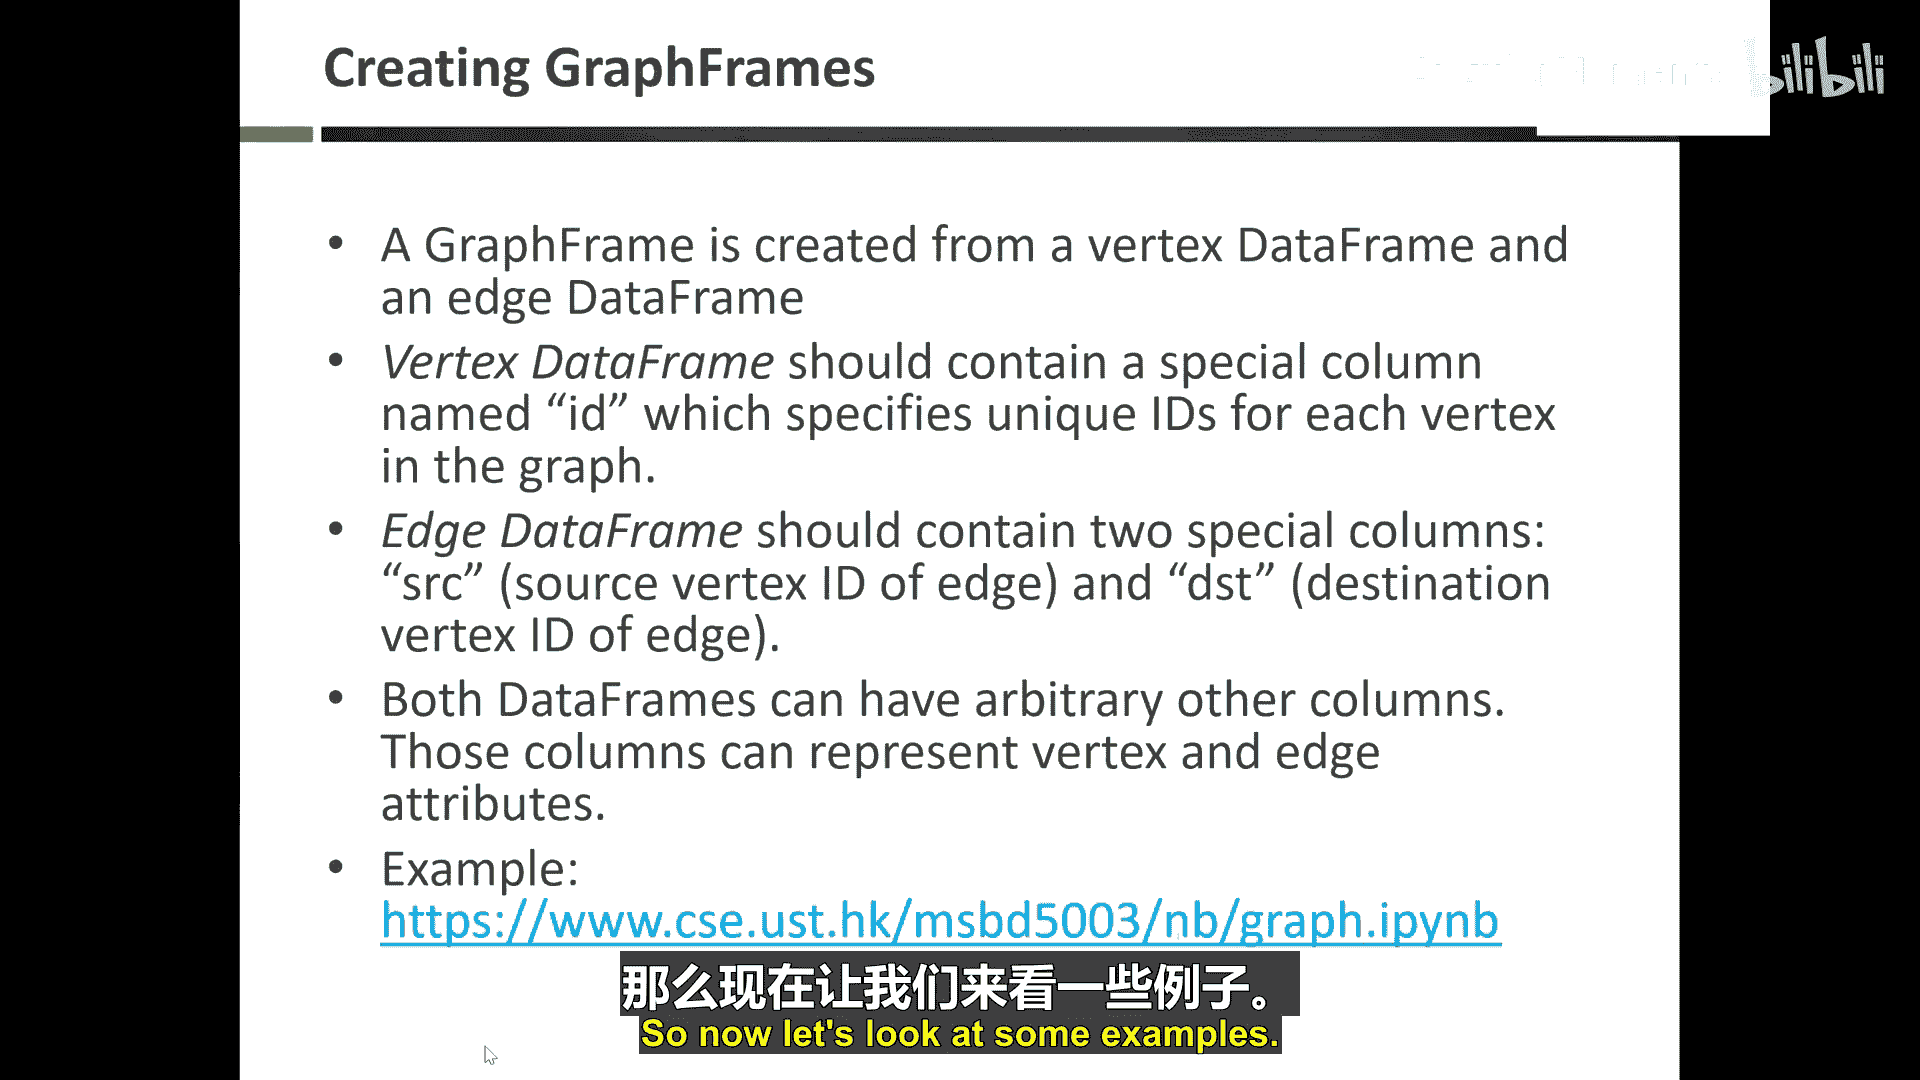 Creating GraphFrames
bilibili
• A GraphFrame is created from a vertex DataFrame and
an edge DataFrame
• Vertex DataFrame should contain a special column
named “id” which specifies unique IDs for each vertex
in the graph.
• Edge DataFrame should contain two special columns:
“src” (source vertex ID of edge) and “dst” (destination
vertex ID of edge).
• Both DataFrames can have arbitrary other columns.
Those columns can represent vertex and edge
attributes.
• Example:
https://www.cse.ust.hk/msbd5003/nb/graph.ipynb
那么现在让我们来看一些例子。
So now let's look at some examples.